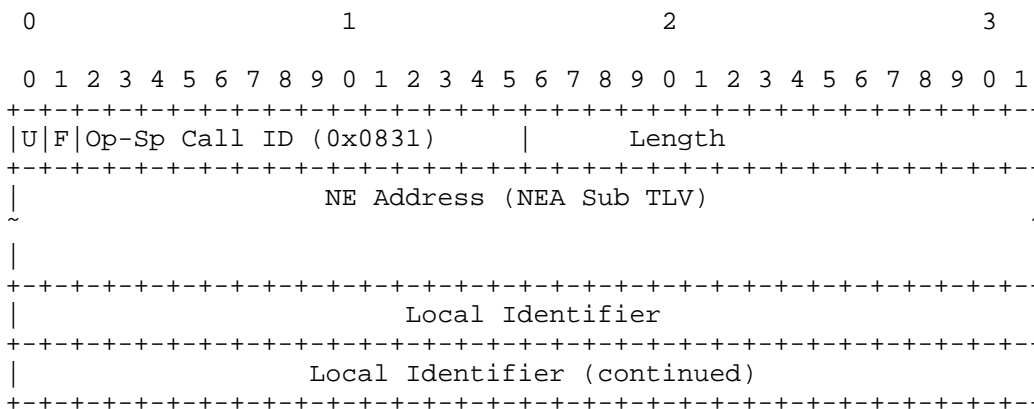 0                   1                   2                   3
0 1 2 3 4 5 6 7 8 9 0 1 2 3 4 5 6 7 8 9 0 1 2 3 4 5 6 7 8 9 0 1
+-+-+-+-+-+-+-+-+-+-+-+-+-+-+-+-+-+-+-+-+-+-+-+-+-+-+-+-+-+-+-+-
|U|F|Op-Sp Call ID (0x0831)     |      Length
+-+-+-+-+-+-+-+-+-+-+-+-+-+-+-+-+-+-+-+-+-+-+-+-+-+-+-+-+-+-+-+-
|                   NE Address (NEA Sub TLV)
~                                                               ~
|
+-+-+-+-+-+-+-+-+-+-+-+-+-+-+-+-+-+-+-+-+-+-+-+-+-+-+-+-+-+-+-+-
|                        Local Identifier
+-+-+-+-+-+-+-+-+-+-+-+-+-+-+-+-+-+-+-+-+-+-+-+-+-+-+-+-+-+-+-+-
|                  Local Identifier (continued)
+-+-+-+-+-+-+-+-+-+-+-+-+-+-+-+-+-+-+-+-+-+-+-+-+-+-+-+-+-+-+-+-